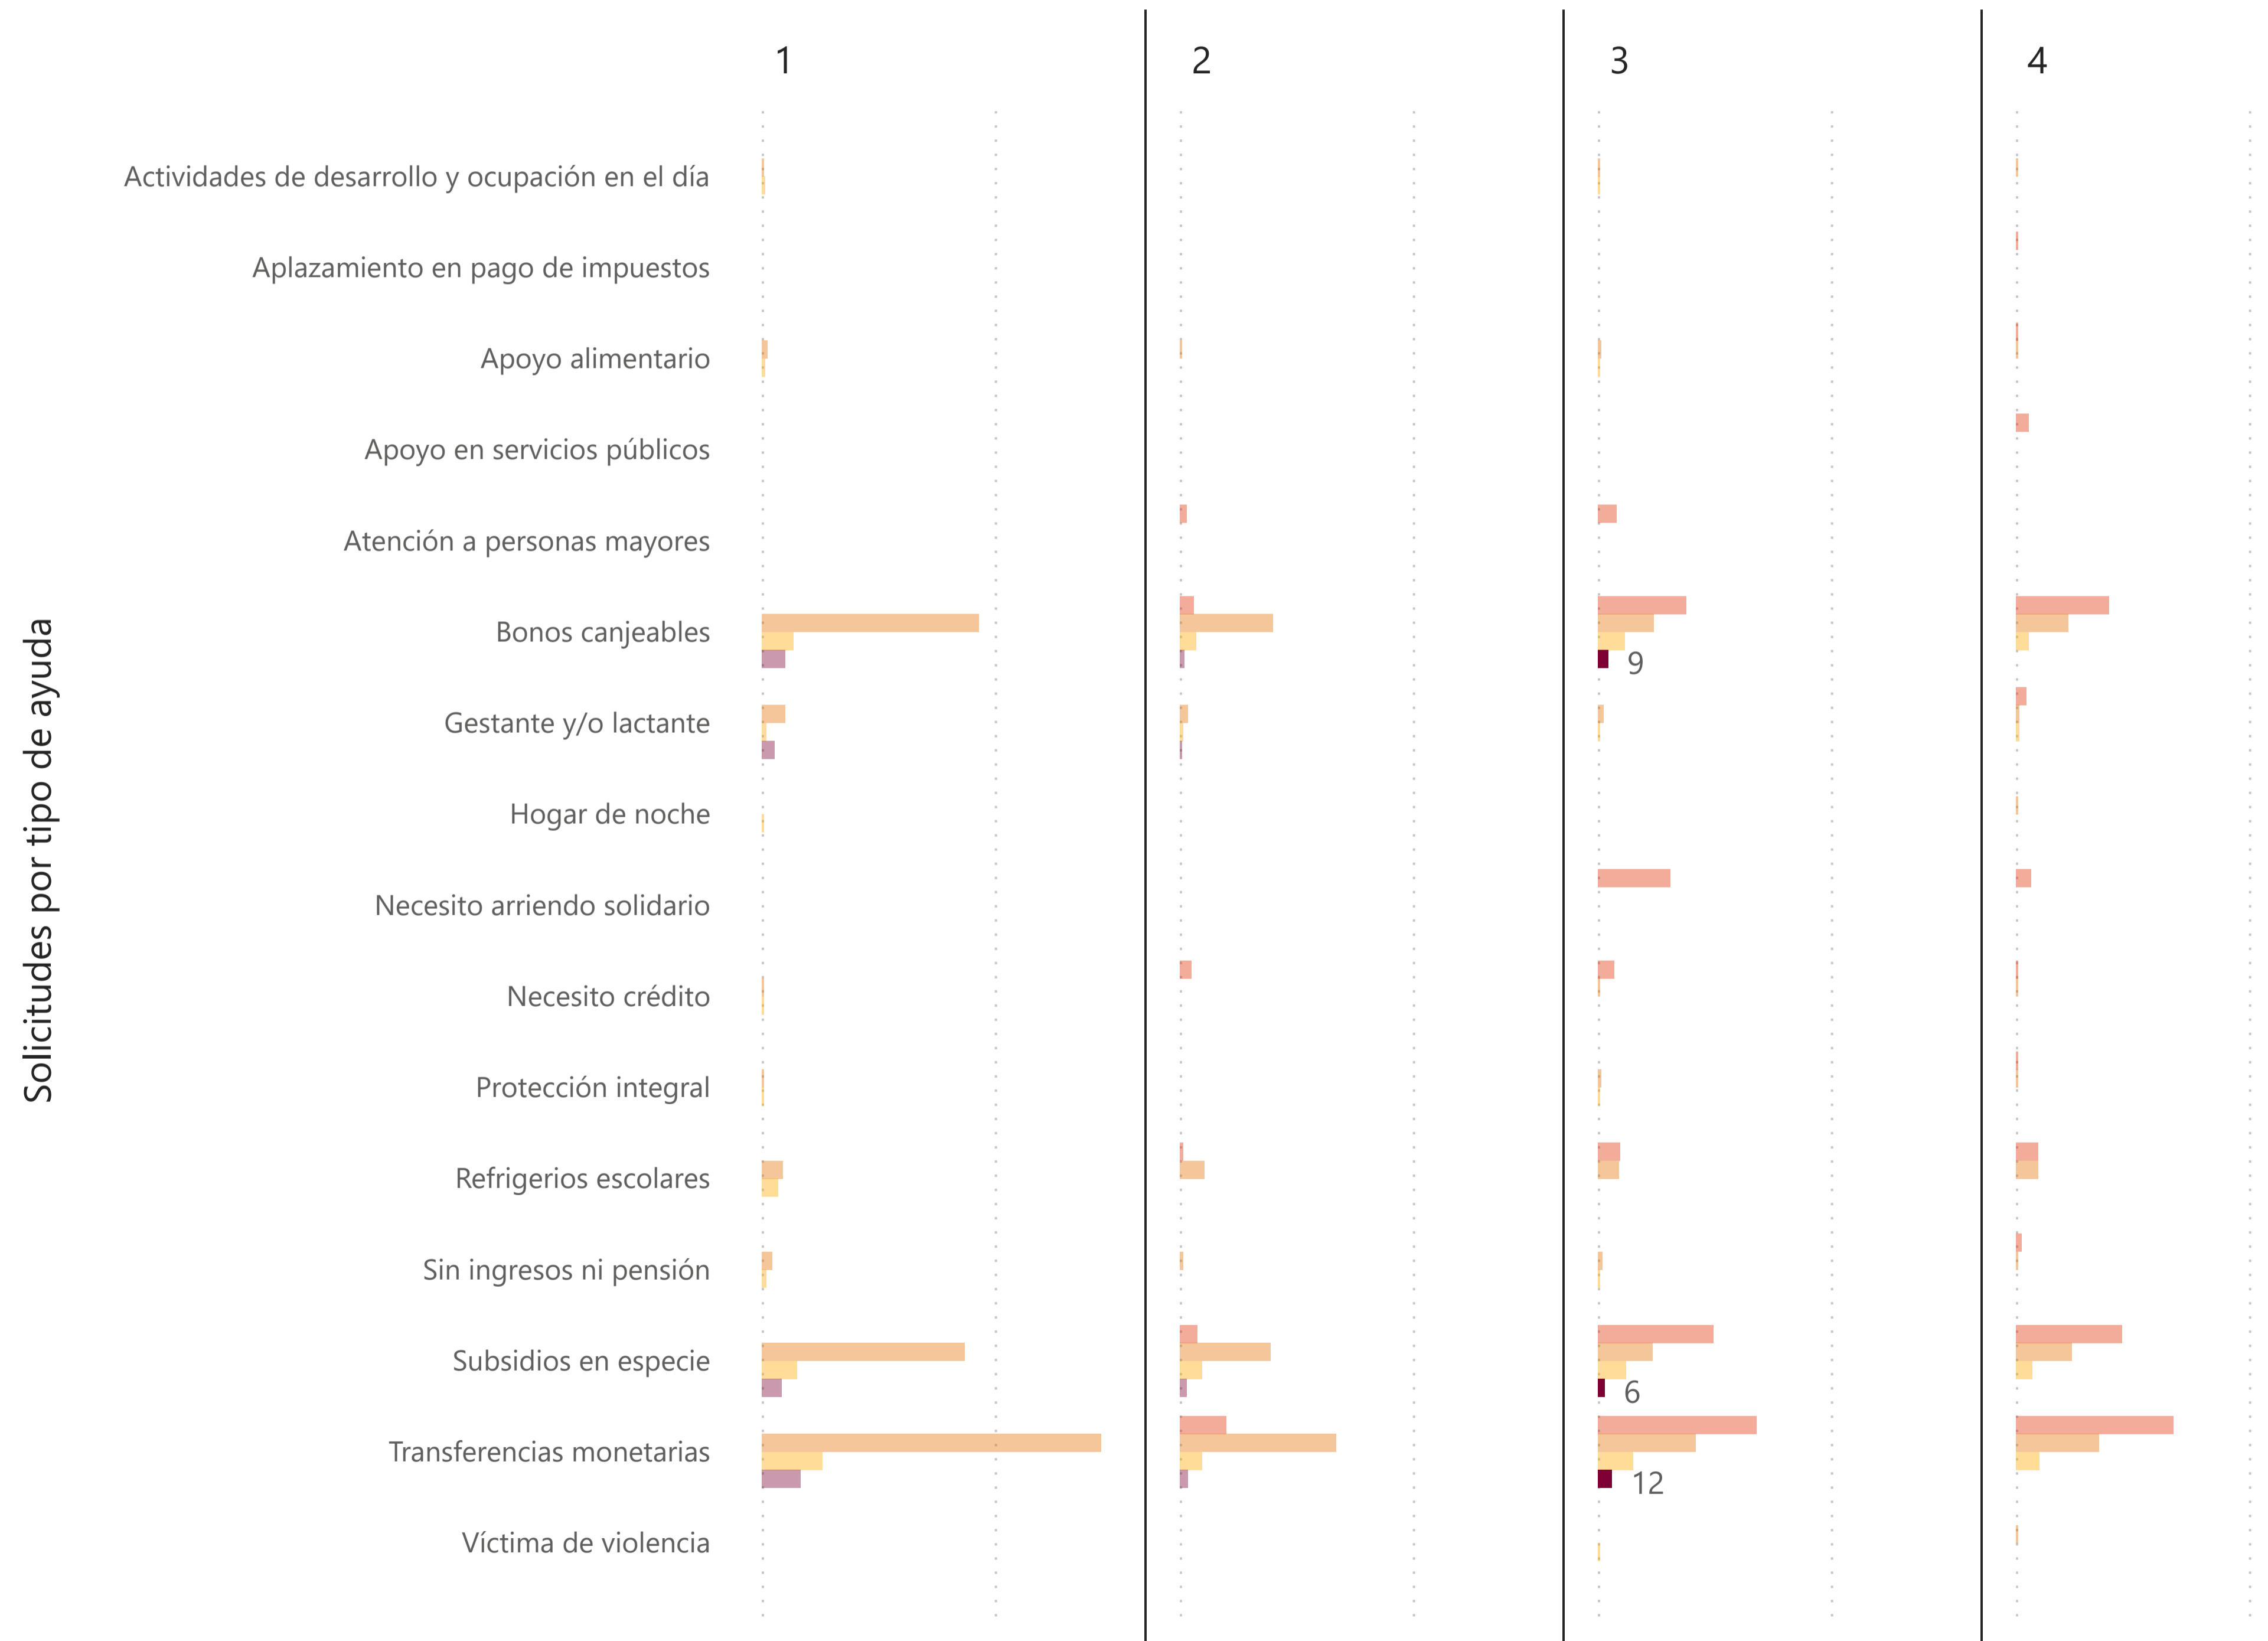 1
2
3
4
Solicitudes por tipo de ayuda
Actividades de desarrollo y ocupación en el día
Aplazamiento en pago de impuestos
Apoyo alimentario
Apoyo en servicios públicos
Atención a personas mayores
Bonos canjeables
9
Gestante y/o lactante
Hogar de noche
Necesito arriendo solidario
Necesito crédito
Protección integral
Refrigerios escolares
Sin ingresos ni pensión
Subsidios en especie
6
Transferencias monetarias
12
Víctima de violencia